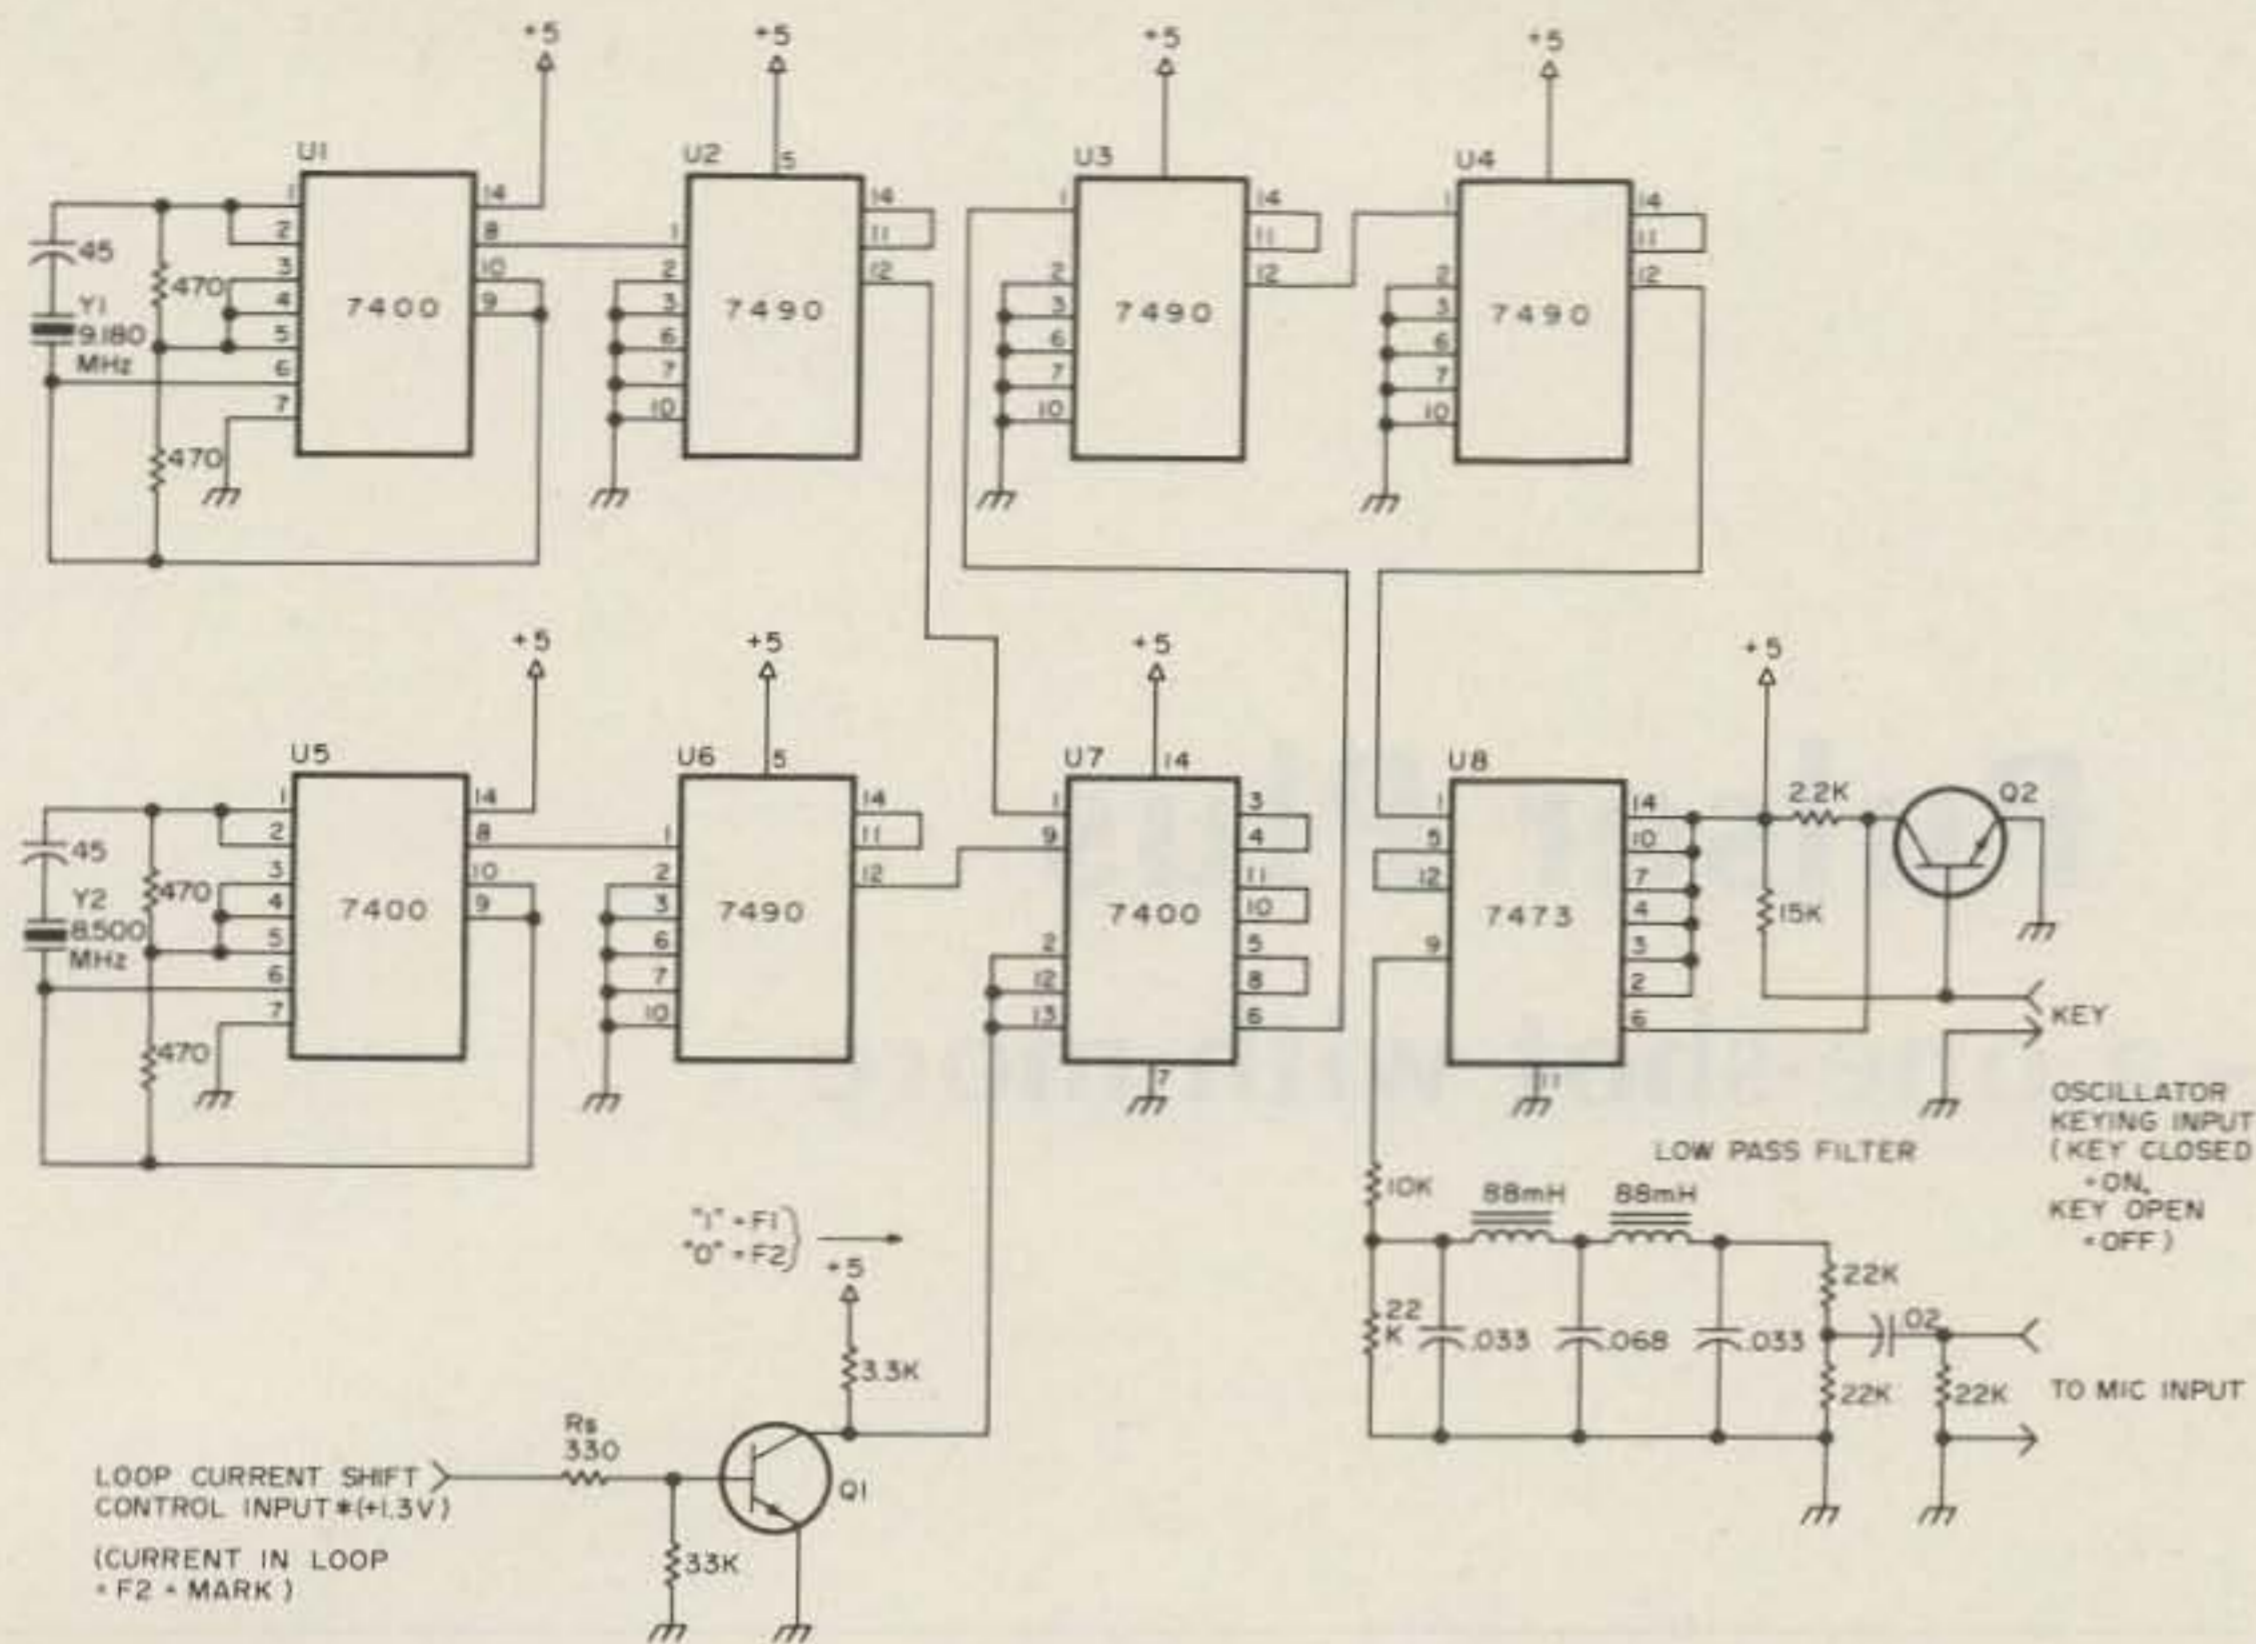 +5
+5
+5
+5
U1
1
2
3
4
5
6
7
14
8
10
9
7400
45
Y1
9.180
MHz
470
470
U2
5
1
2
3
6
7
10
14
11
12
7490
U3
1
2
3
6
7
10
14
11
12
7490
U4
1
2
3
6
7
10
14
11
12
7490
+5
+5
+5
+5
U5
1
2
3
4
5
6
7
14
8
10
9
7400
45
Y2
8.500
MHz
470
470
U6
5
1
2
3
6
7
10
14
11
12
7490
U7
14
1
9
2
12
13
3
4
11
10
5
8
6
7
7400
U8
1
5
12
9
14
10
7
4
3
2
6
11
7473
2.2K
15K
Q2
KEY
OSCILLATOR
KEYING INPUT
(KEY CLOSED
=ON,
KEY OPEN
=OFF)
LOW PASS FILTER
10K
88mH
88mH
22
K
.033
.068
.033
22K
22K
.02
22K
TO MIC INPUT
"1" = F1
"0" = F2
+5
3.3K
Rs
330
Q1
33K
LOOP CURRENT SHIFT
CONTROL INPUT*(+1.3V)
(CURRENT IN LOOP
= F2 = MARK)